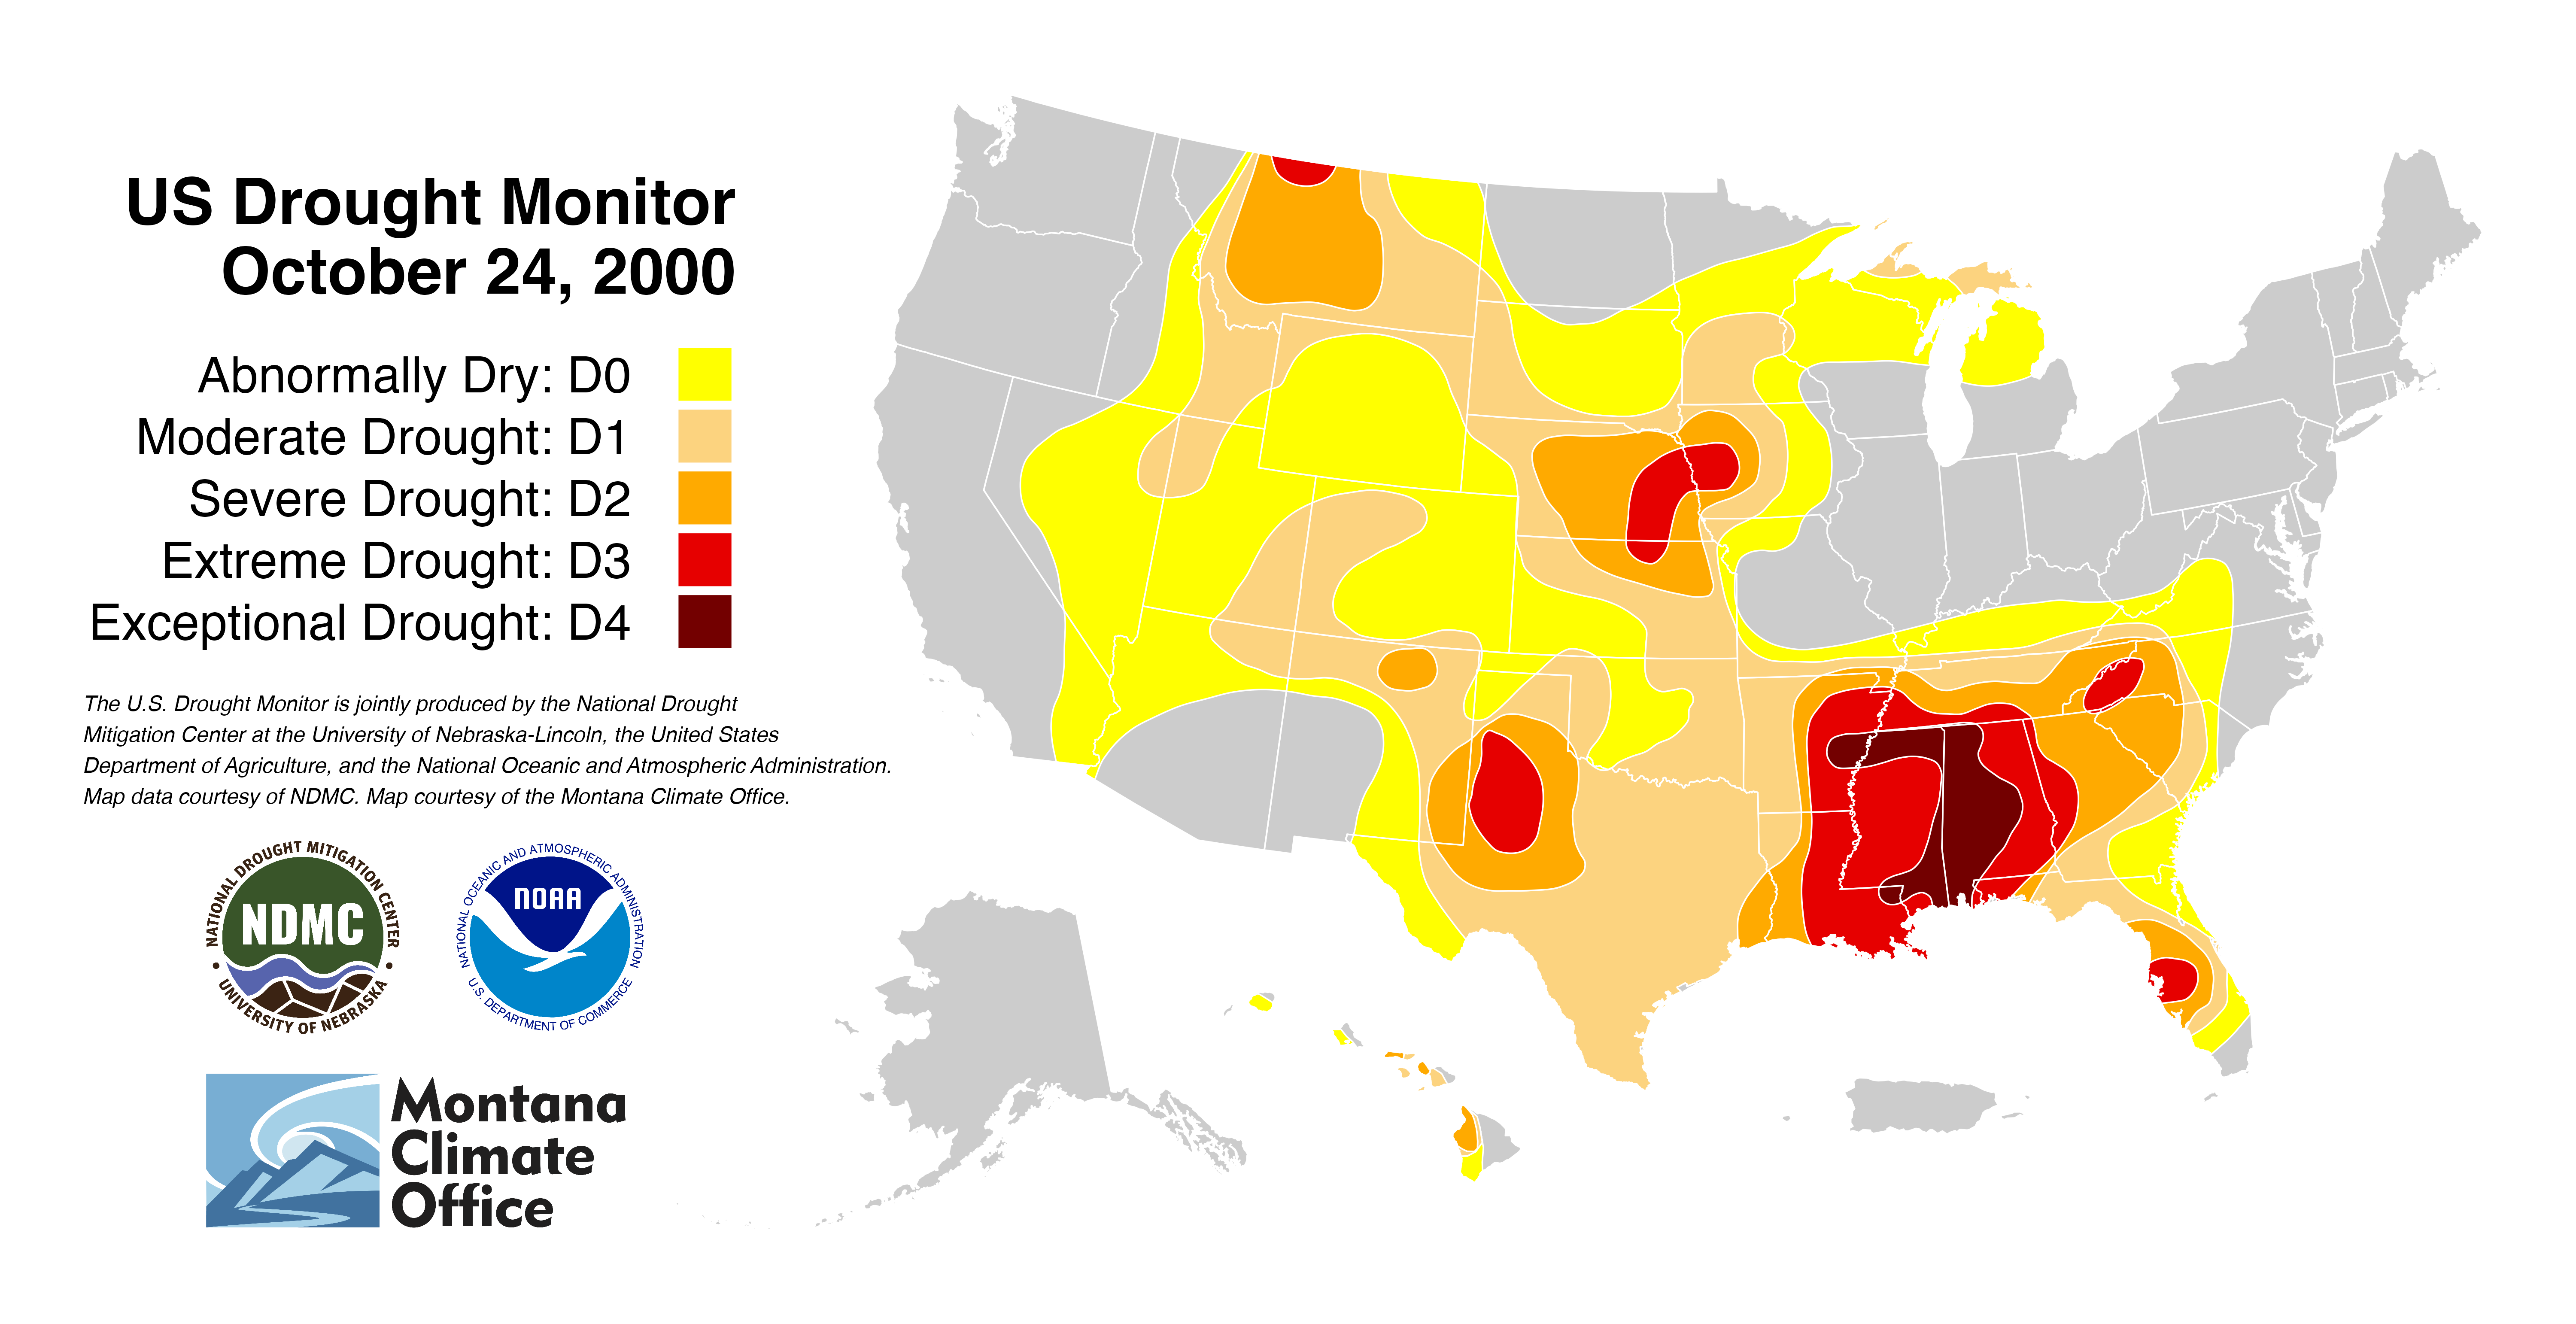 US Drought Monitor
October 24, 2000
Abnormally Dry: D0
Moderate Drought: D1
Severe Drought: D2
Extreme Drought: D3
Exceptional Drought: D4
The U.S. Drought Monitor is jointly produced by the National Drought
Mitigation Center at the University of Nebraska-Lincoln, the United States
Department of Agriculture, and the National Oceanic and Atmospheric Administration.
Map data courtesy of NDMC. Map courtesy of the Montana Climate Office.
NATIONAL DROUGHT MITIGATION CENTER
NDMC
UNIVERSITY OF NEBRASKA
NATIONAL OCEANIC AND ATMOSPHERIC ADMINISTRATION
NOAA
U.S. DEPARTMENT OF COMMERCE
Montana
Climate
Office